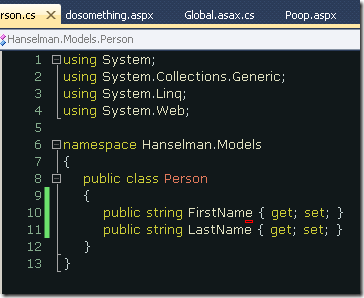 rson.cs dosomething.aspx Global.asax.cs Poop.aspx
Hanselman.Models.Person
1 using System;
2 using System.Collections.Generic;
3 using System.Linq;
4 using System.Web;
5
6 namespace Hanselman.Models
7 {
8 public class Person
9 {
10 public string FirstName { get; set; }
11 public string LastName { get; set; }
12 }
13 }